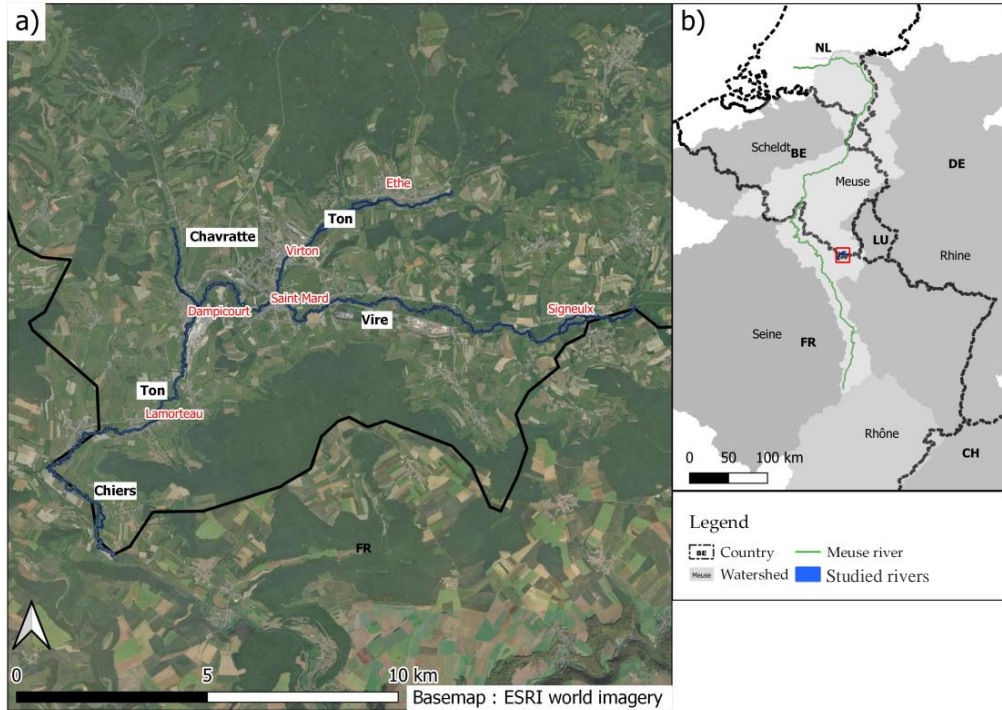 a)
Ethe
Ton
Chavratte
Virton
Saint Mard
Dampicourt
Signeulx
Vire
Ton
Lamorteau
Chiers
FR
0 5 10 km
Basemap : ESRI world imagery
b)
NL
Scheldt
BE
DE
Meuse
LU
Rhine
Seine
FR
Rhône
CH
0 50 100 km
Legend
BE Country
Meuse river
Meuse Watershed
Studied rivers